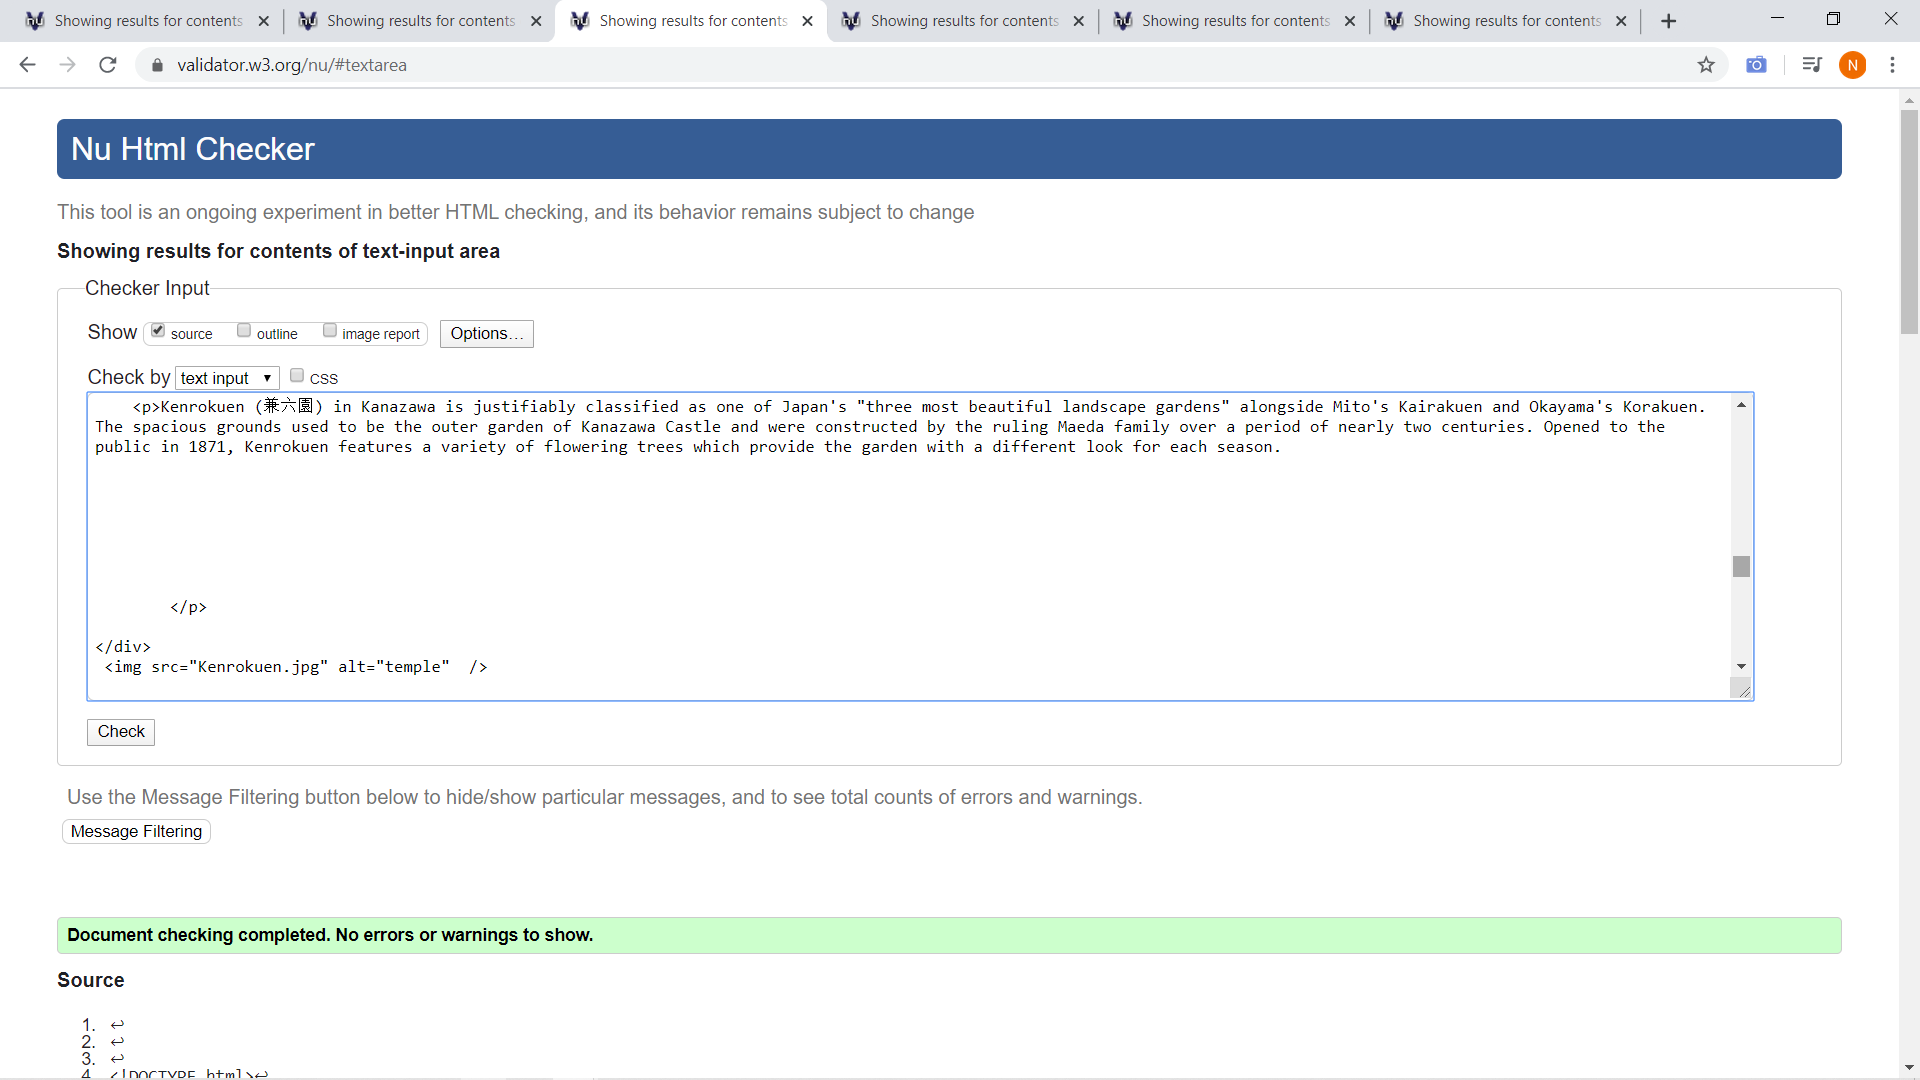 Showing results for contents
Showing results for contents
Showing results for contents
Showing results for contents
Showing results for contents
Showing results for contents
validator.w3.org/nu/#textarea
N
Nu Html Checker
This tool is an ongoing experiment in better HTML checking, and its behavior remains subject to change
Showing results for contents of text-input area
Checker Input
Show source outline image report Options...
Check by text input CSS
<p>Kenrokuen (兼六園) in Kanazawa is justifiably classified as one of Japan's "three most beautiful landscape gardens" alongside Mito's Kairakuen and Okayama's Korakuen.
The spacious grounds used to be the outer garden of Kanazawa Castle and were constructed by the ruling Maeda family over a period of nearly two centuries. Opened to the
public in 1871, Kenrokuen features a variety of flowering trees which provide the garden with a different look for each season.
</p>
</div>
<img src="Kenrokuen.jpg" alt="temple"  />
Check
Use the Message Filtering button below to hide/show particular messages, and to see total counts of errors and warnings.
Message Filtering
Document checking completed. No errors or warnings to show.
Source
1. ↩
2. ↩
3. ↩
4. <!DOCTYPE html>↩